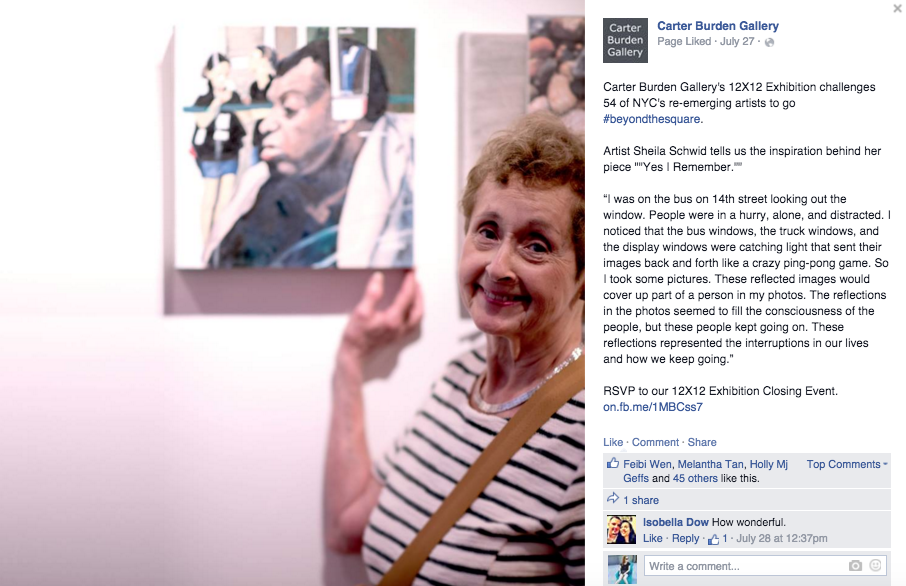 Carter
Burden
Gallery
Carter Burden Gallery
Page Liked · July 27 ·
Carter Burden Gallery's 12X12 Exhibition challenges
54 of NYC's re-emerging artists to go
#beyondthesquare.
Artist Sheila Schwid tells us the inspiration behind her
piece ""Yes I Remember.""
“I was on the bus on 14th street looking out the
window. People were in a hurry, alone, and distracted. I
noticed that the bus windows, the truck windows, and
the display windows were catching light that sent their
images back and forth like a crazy ping-pong game. So
I took some pictures. These reflected images would
cover up part of a person in my photos. The reflections
in the photos seemed to fill the consciousness of the
people, but these people kept going on. These
reflections represented the interruptions in our lives
and how we keep going.”
RSVP to our 12X12 Exhibition Closing Event.
on.fb.me/1MBCss7
Like · Comment · Share
Feibi Wen, Melantha Tan, Holly Mj Top Comments
Geffs and 45 others like this.
1 share
Isobella Dow How wonderful.
Like · Reply · 1 · July 28 at 12:37pm
Write a comment...